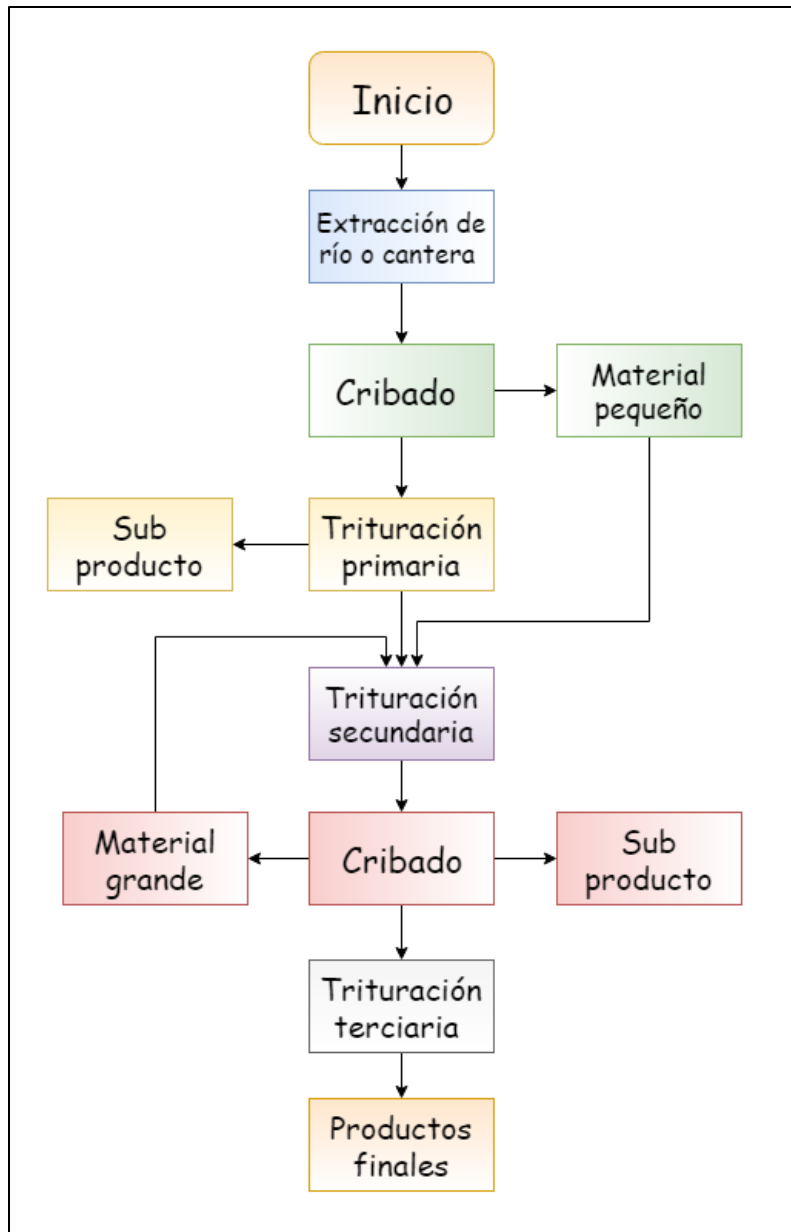 Inicio
Extracción de
río o cantera
Cribado
Material
pequeño
Sub
producto
Trituración
primaria
Trituración
secundaria
Material
grande
Cribado
Sub
producto
Trituración
terciaria
Productos
finales